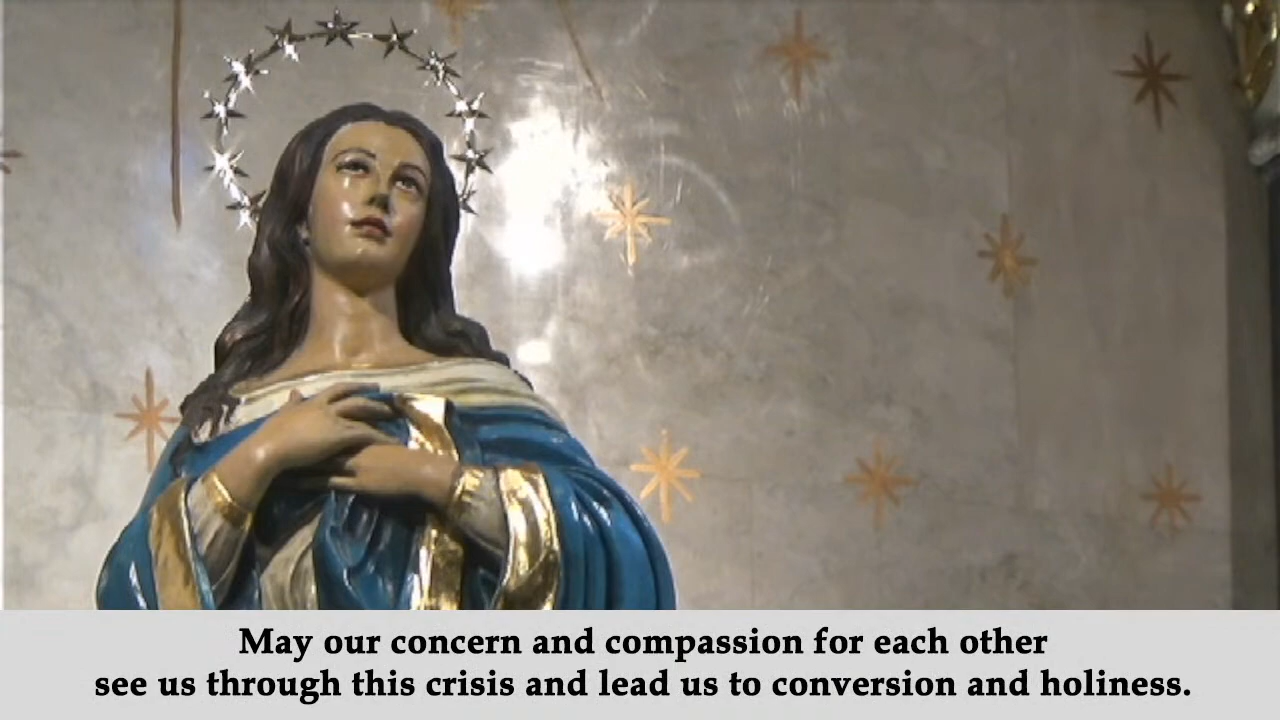 May our concern and compassion for each other
see us through this crisis and lead us to conversion and holiness.